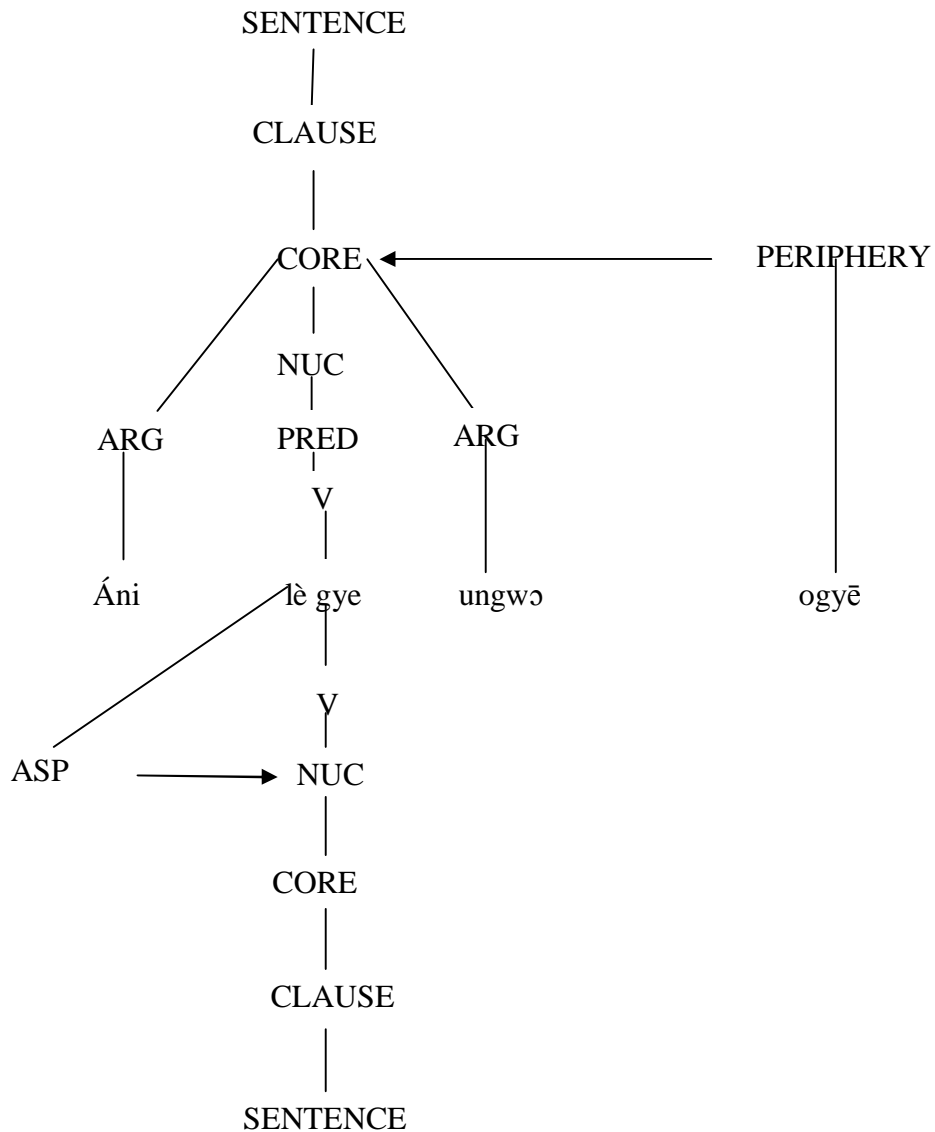 SENTENCE
CLAUSE
CORE PERIPHERY
NUC
ARG PRED ARG
V
Áni lè gye ungwɔ ogyē
V
ASP NUC
CORE
CLAUSE
SENTENCE